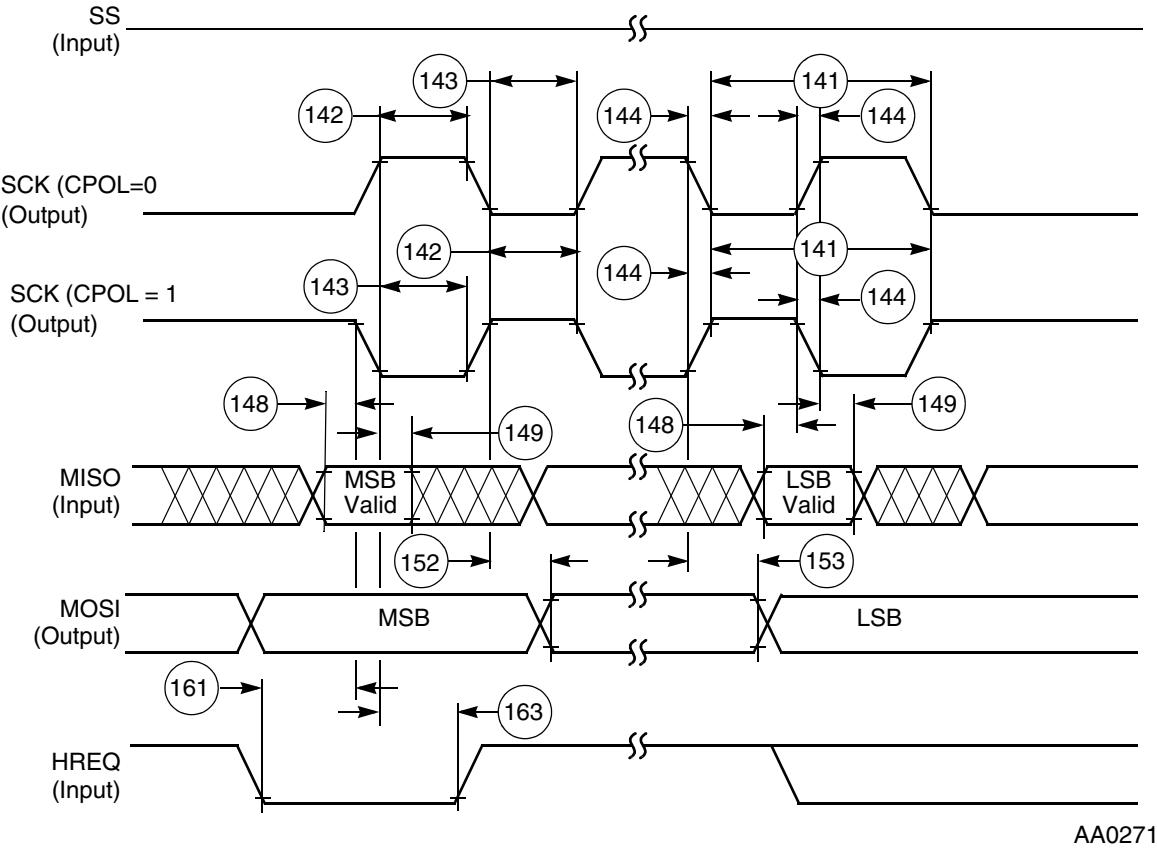 SS
(Input)
143
141
142
144
144
SCK (CPOL=0
(Output)
142
141
144
143
144
SCK (CPOL = 1
(Output)
148
149
149
148
MISO
(Input)
MSB
Valid
LSB
Valid
152
153
MOSI
(Output)
MSB
LSB
161
163
HREQ
(Input)
AA0271